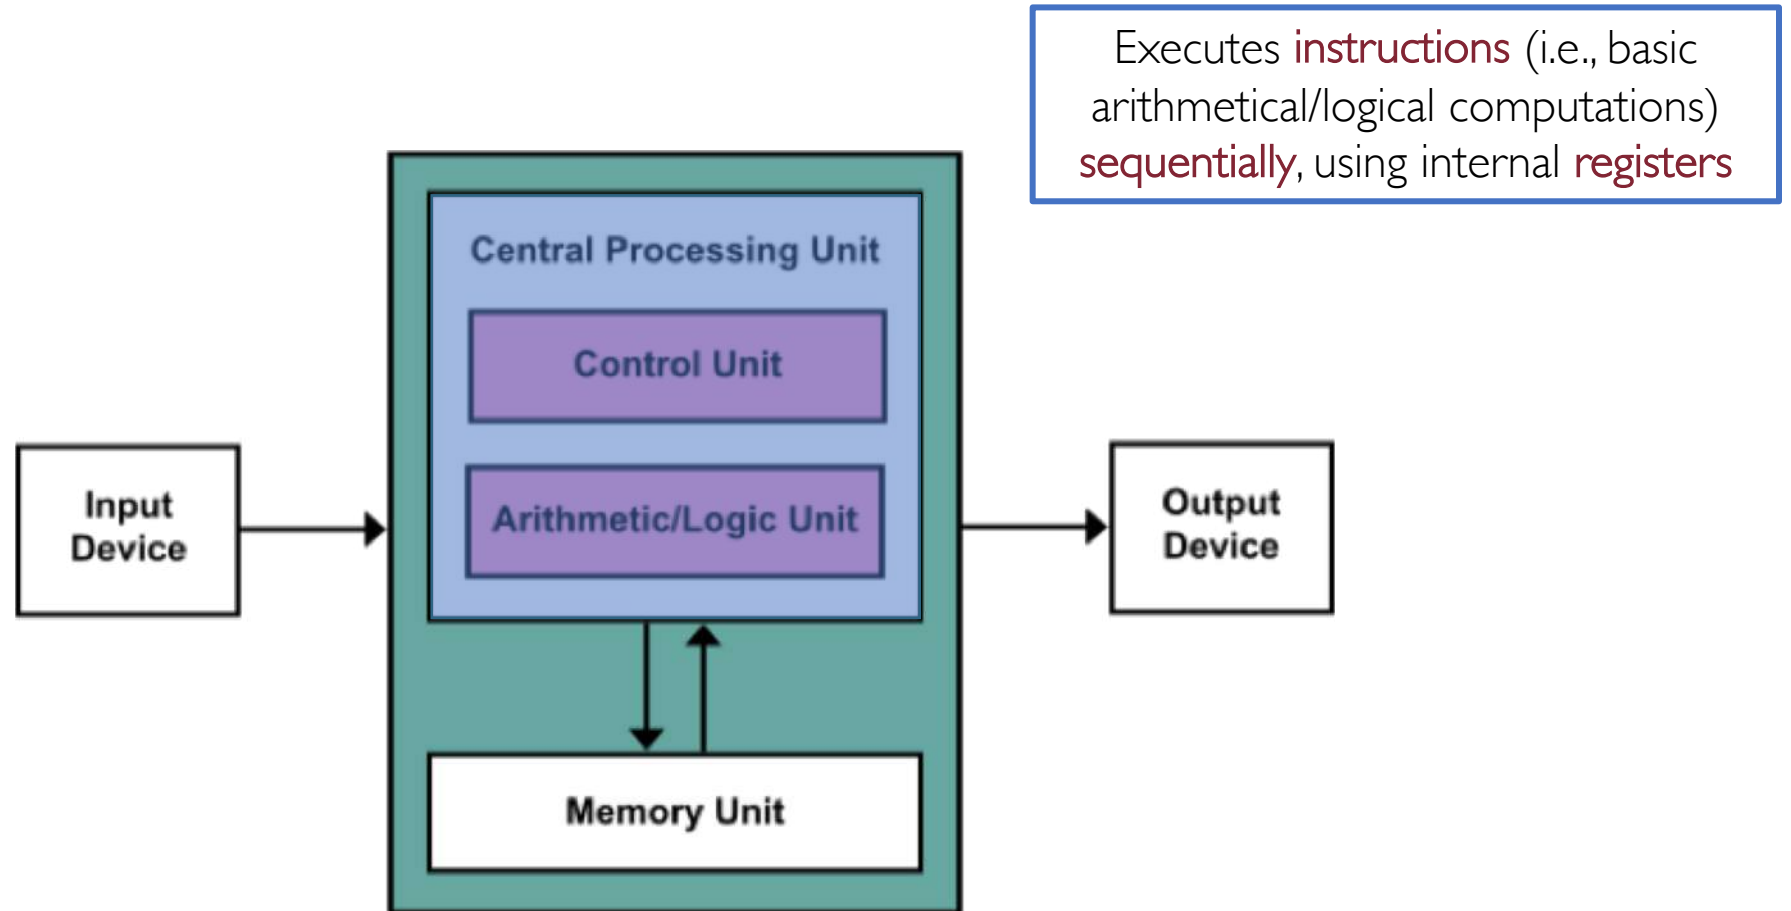 Executes instructions (i.e., basic
arithmetical/logical computations)
sequentially, using internal registers
Central Processing Unit
Control Unit
Arithmetic/Logic Unit
Input
Device
Output
Device
Memory Unit